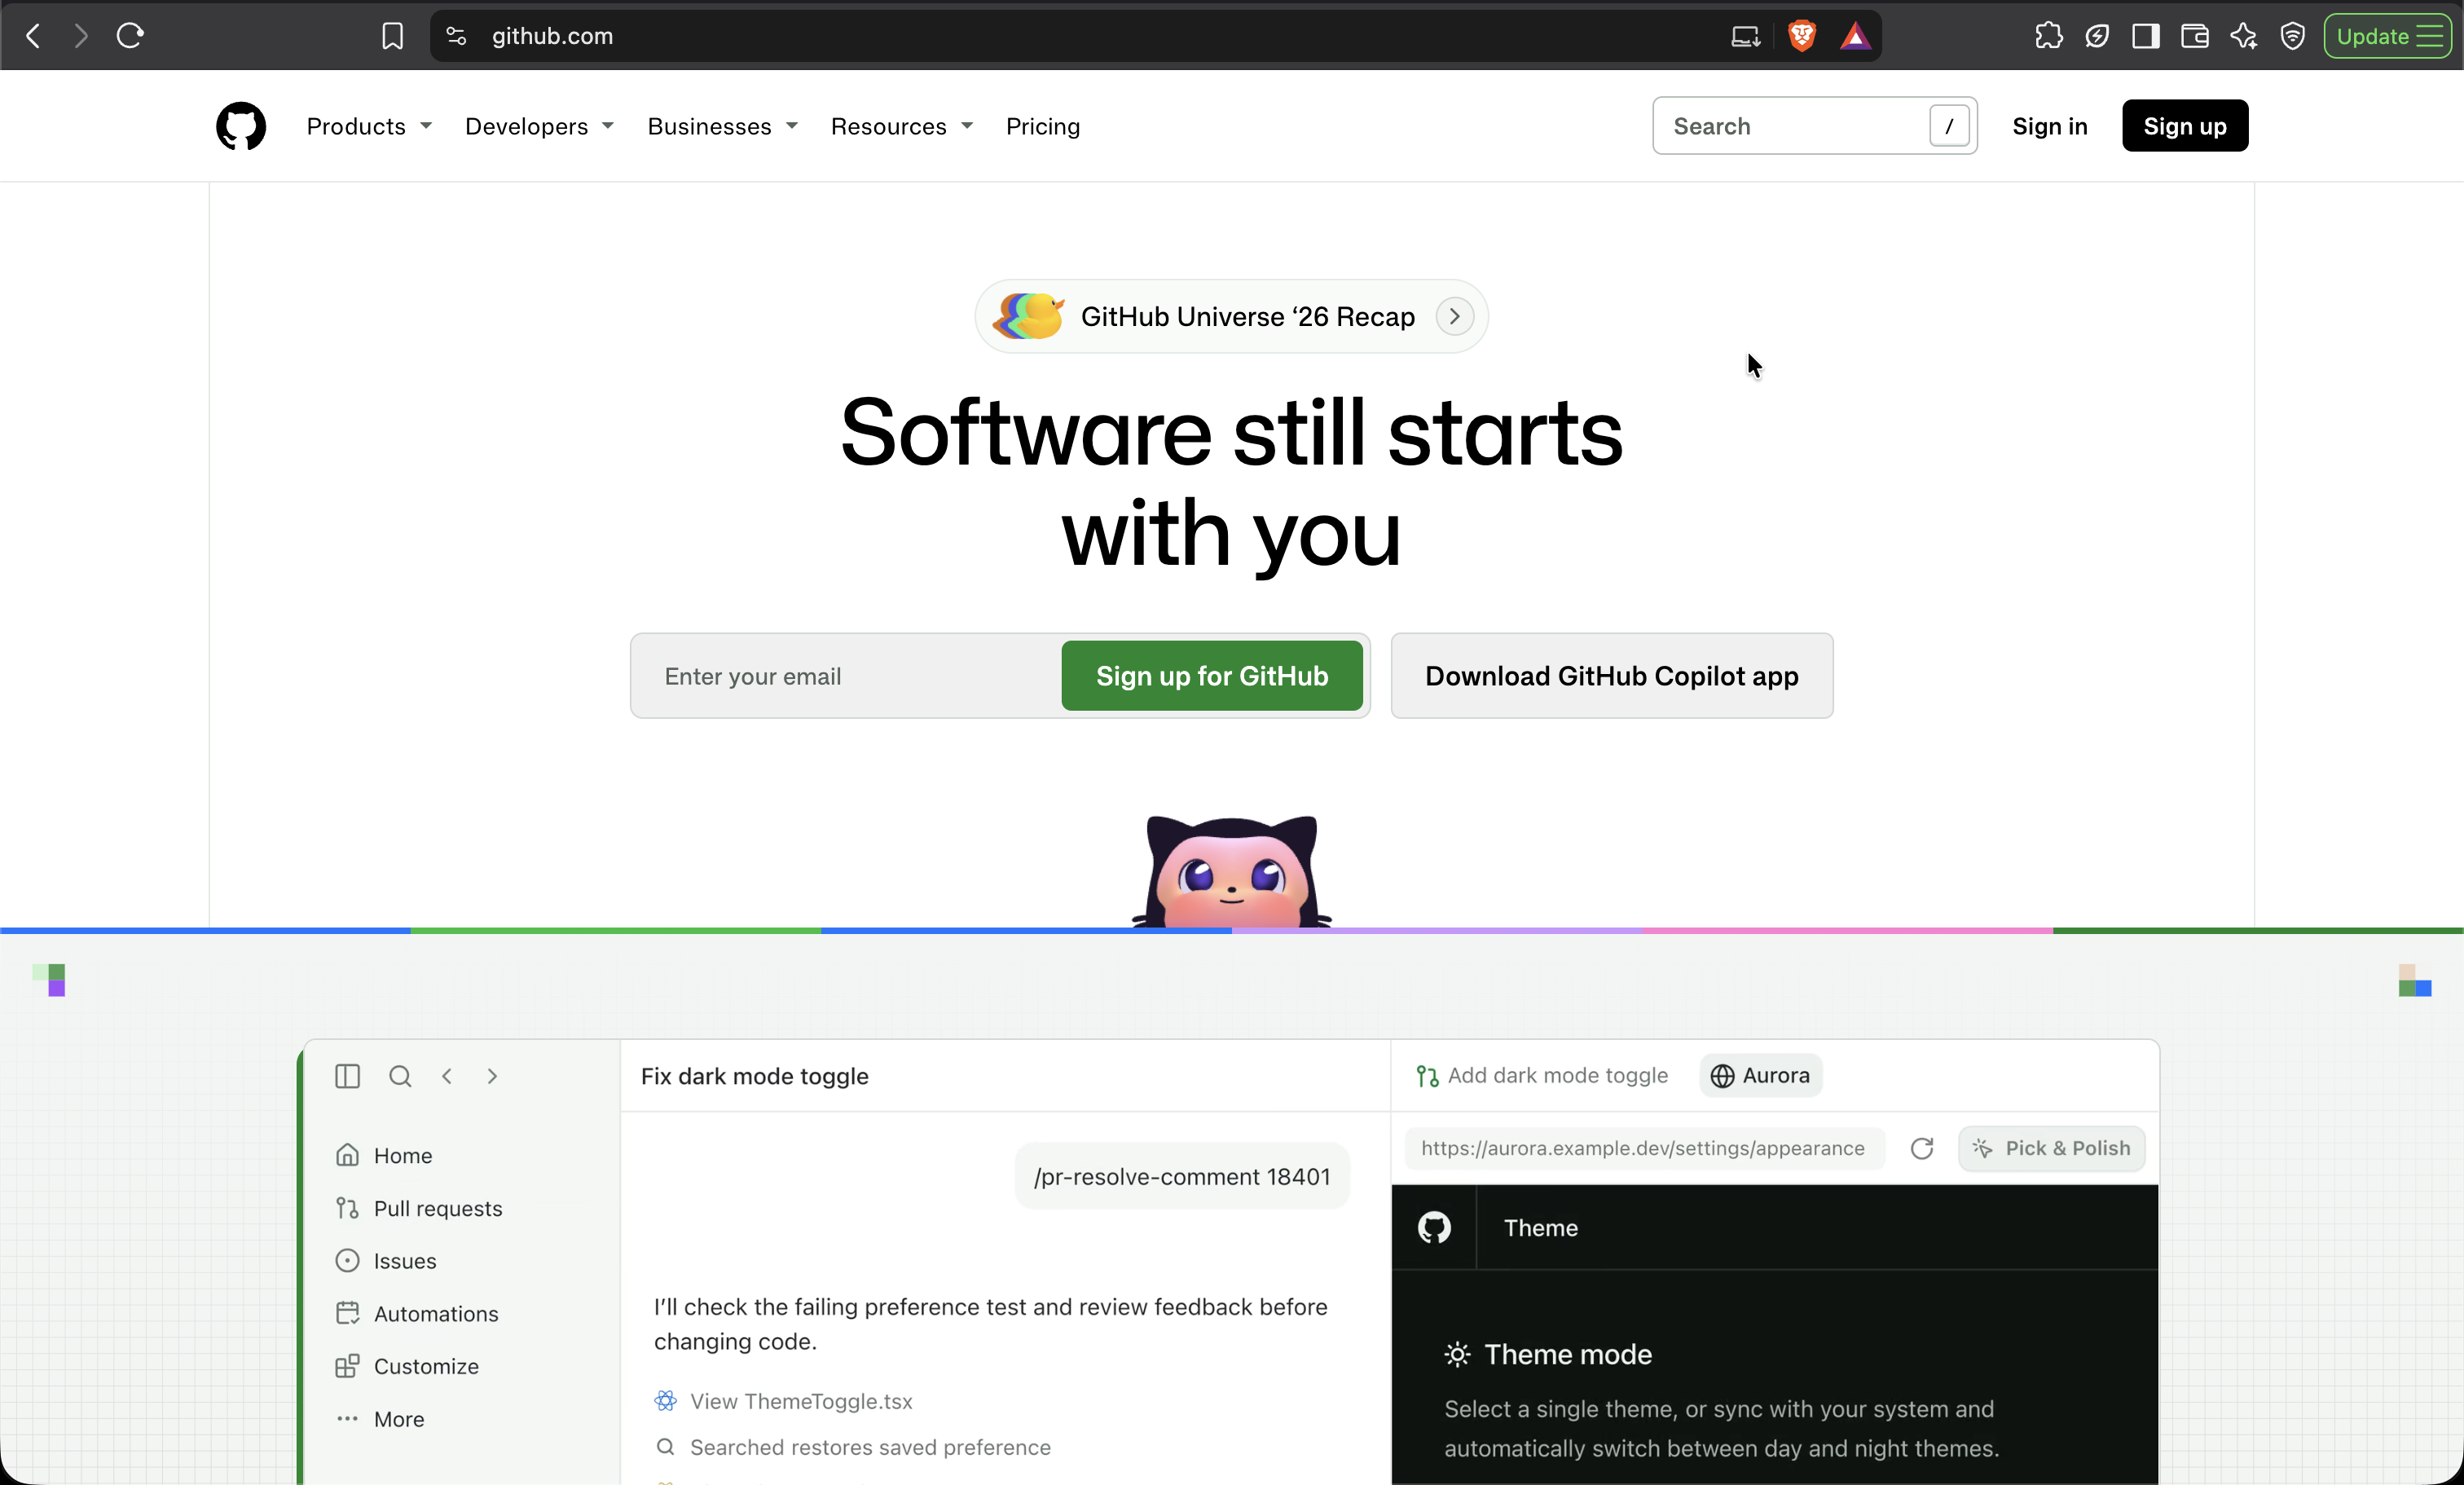 github.com
Update
Products
Developers
Businesses
Resources
Pricing
Search
/
Sign in
Sign up
GitHub Universe ‘26 Recap
Software still starts
with you
Enter your email
Sign up for GitHub
Download GitHub Copilot app
Home
Pull requests
Issues
Automations
Customize
More
Fix dark mode toggle
/pr-resolve-comment 18401
I’ll check the failing preference test and review feedback before
changing code.
View ThemeToggle.tsx
Searched restores saved preference
Add dark mode toggle
Aurora
https://aurora.example.dev/settings/appearance
Pick & Polish
Theme
Theme mode
Select a single theme, or sync with your system and
automatically switch between day and night themes.